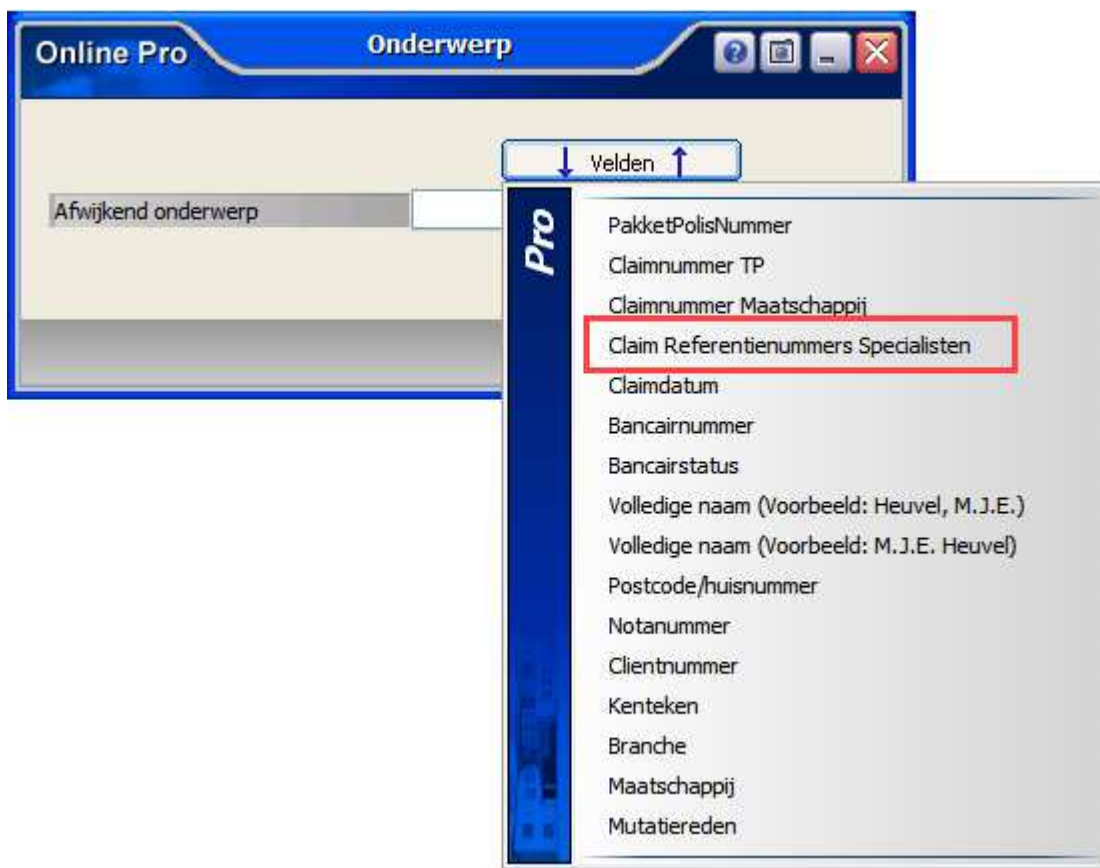 Online Pro
Onderwerp
Velden
Afwijkend onderwerp
Pro
PakketPolisNummer
Claimnummer TP
Claimnummer Maatschappij
Claim Referentienummers Specialisten
Claimdatum
Bancairnummer
Bancairstatus
Volledige naam (Voorbeeld: Heuvel, M.J.E.)
Volledige naam (Voorbeeld: M.J.E. Heuvel)
Postcode/huisnummer
Notanummer
Clientnummer
Kenteken
Branche
Maatschappij
Mutatiereden